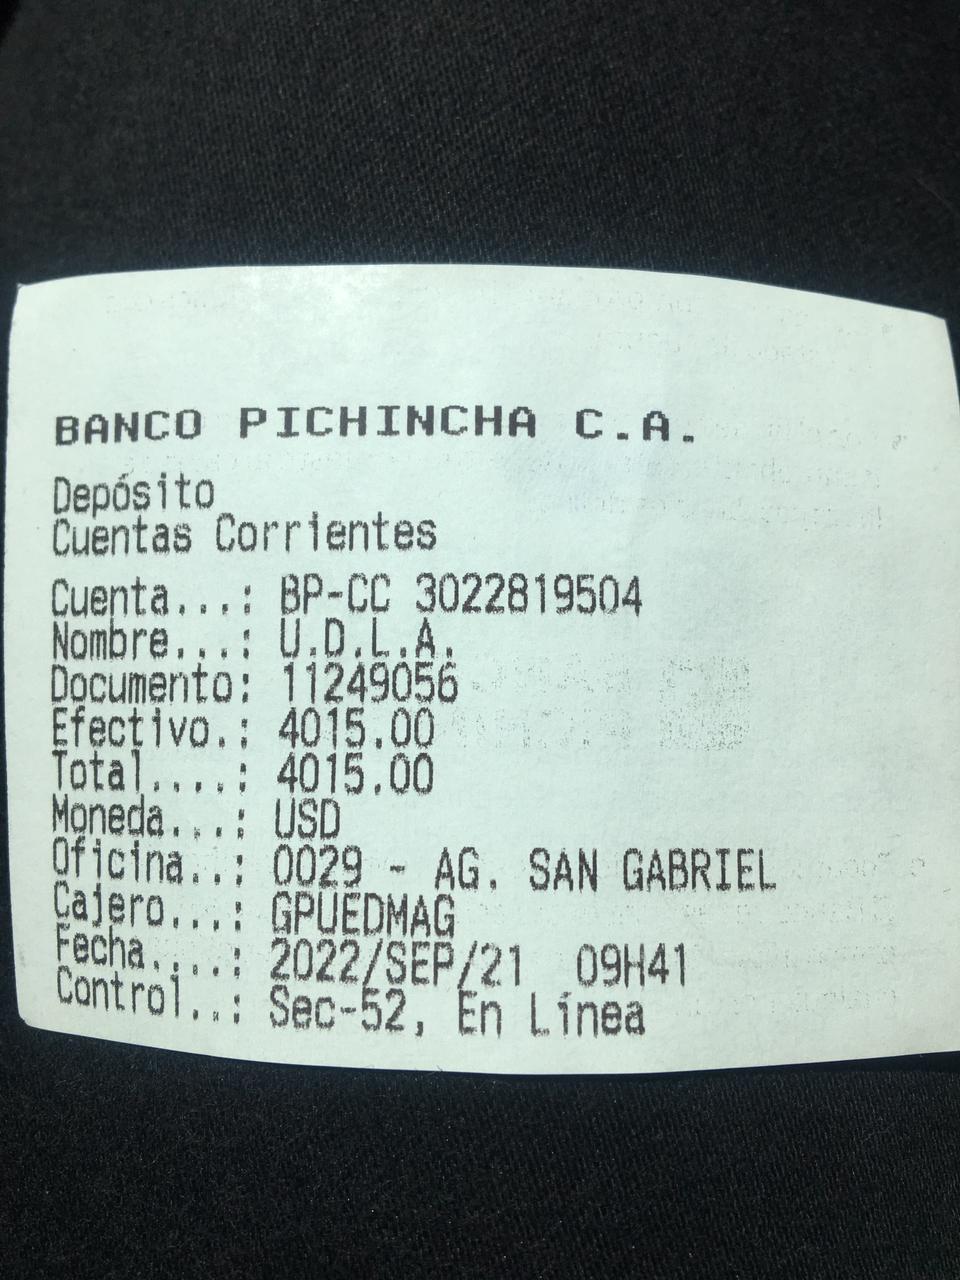 BANCO PICHINCHA C.A.
Depósito
Cuentas Corrientes
Cuenta...: BP-CC 3022819504
Nombre...: U.D.L.A.
Documento: 11249056
Efectivo.: 4015.00
Total....: 4015.00
Moneda...: USD
Oficina..: 0029 - AG. SAN GABRIEL
Cajero...: GPUEDMAG
Fecha....: 2022/SEP/21 09H41
Control..: Sec-52, En Línea